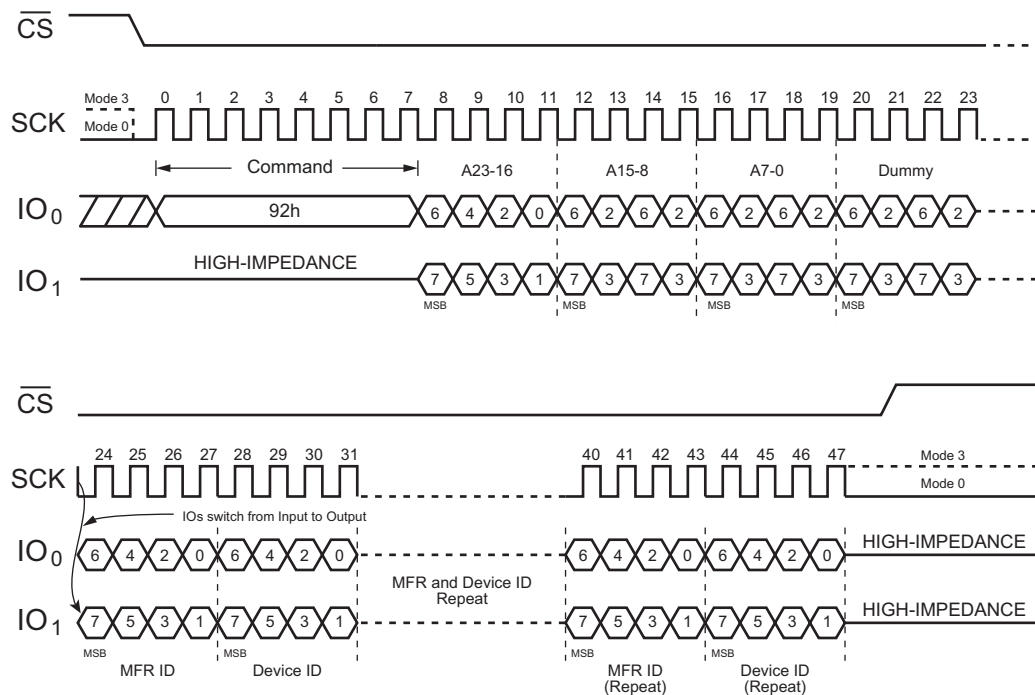 CS
Mode 3
Mode 0
SCK
0 1 2 3 4 5 6 7 8 9 10 11 12 13 14 15 16 17 18 19 20 21 22 23
Command
A23-16 A15-8 A7-0 Dummy
IO0
92h
6 4 2 0 6 2 6 2 6 2 6 2 6 2 6 2
HIGH-IMPEDANCE
IO1
7 5 3 1 7 3 7 3 7 3 7 3 7 3 7 3
MSB MSB MSB MSB
CS
SCK
24 25 26 27 28 29 30 31 40 41 42 43 44 45 46 47
Mode 3
Mode 0
IOs switch from Input to Output
IO0
6 4 2 0 6 4 2 0 6 4 2 0 6 4 2 0
HIGH-IMPEDANCE
MFR and Device ID
Repeat
IO1
7 5 3 1 7 5 3 1 7 5 3 1 7 5 3 1
HIGH-IMPEDANCE
MSB MSB MSB MSB
MFR ID Device ID
MFR ID
(Repeat)
Device ID
(Repeat)